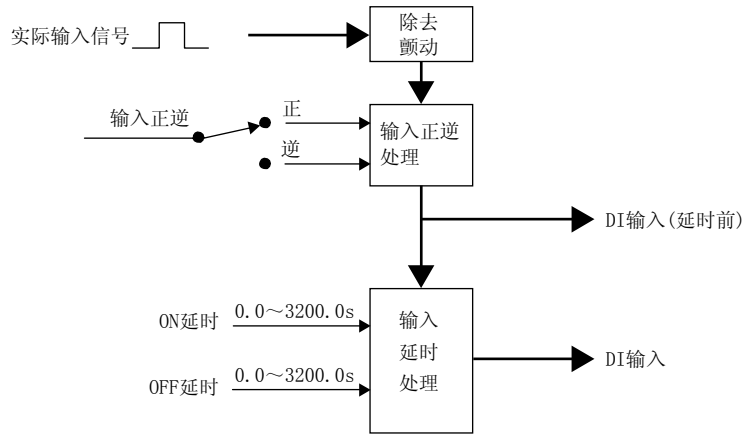 实际输入信号
除去
颤动
输入正逆
正
逆
输入正逆
处理
DI输入(延时前)
ON延时
0.0～3200.0s
OFF延时
0.0～3200.0s
输入
延时
处理
DI输入